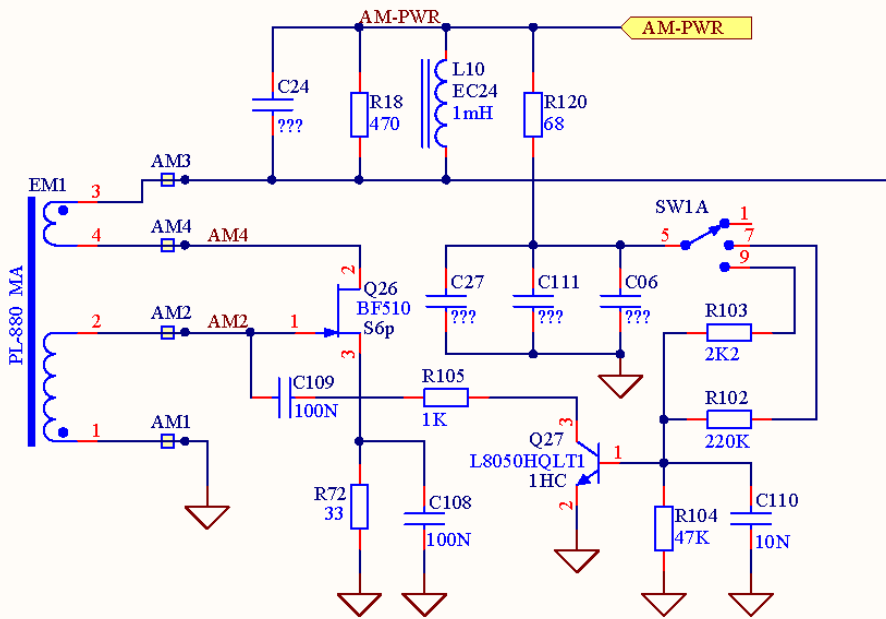 AM-PWR
AM-PWR
C24
???
R18
470
L10
EC24
1mH
R120
68
AM3
EM1
3
4
AM4
AM4
SW1A
1
5
7
9
2
Q26
BF510
S6p
1
3
C27
???
C111
???
C06
???
PL-880 MA
2
AM2
AM2
R103
2K2
C109
100N
R105
1K
R102
220K
1
AM1
3
Q27
L8050HQLT1
1HC
1
2
R72
33
C108
100N
R104
47K
C110
10N